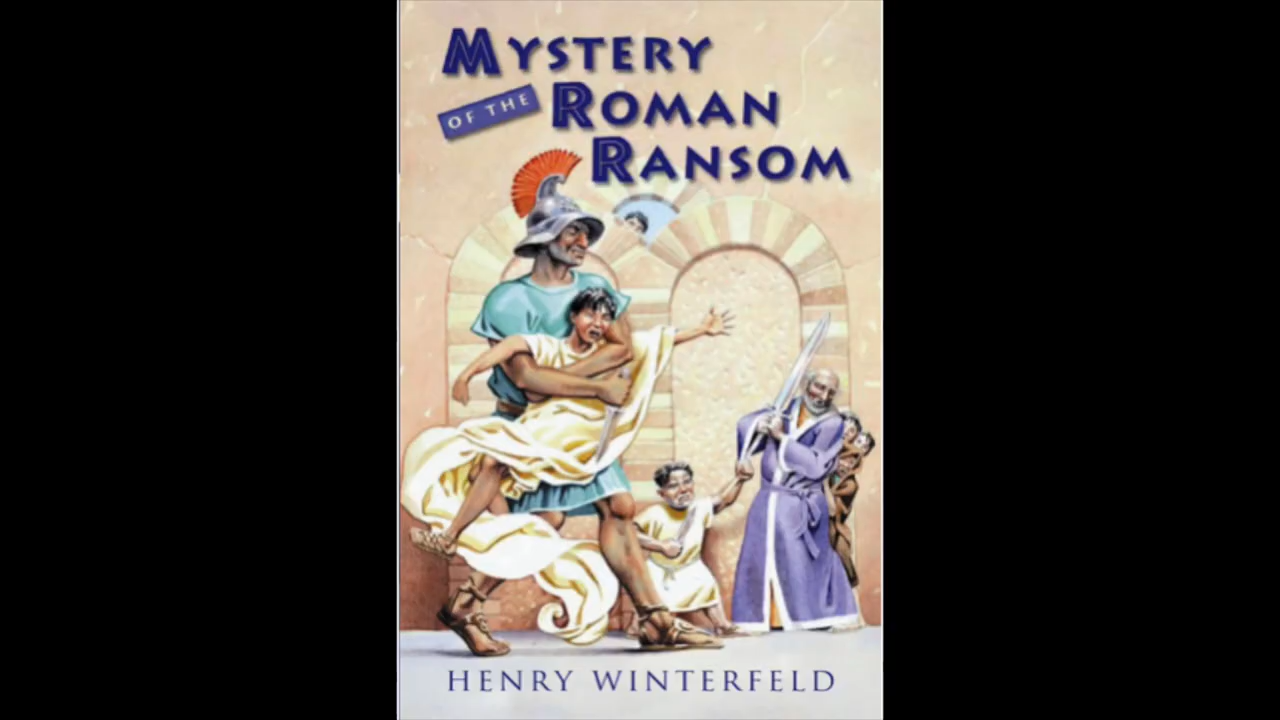 MYSTERY
OF THE
ROMAN
RANSOM
HENRY WINTERFELD